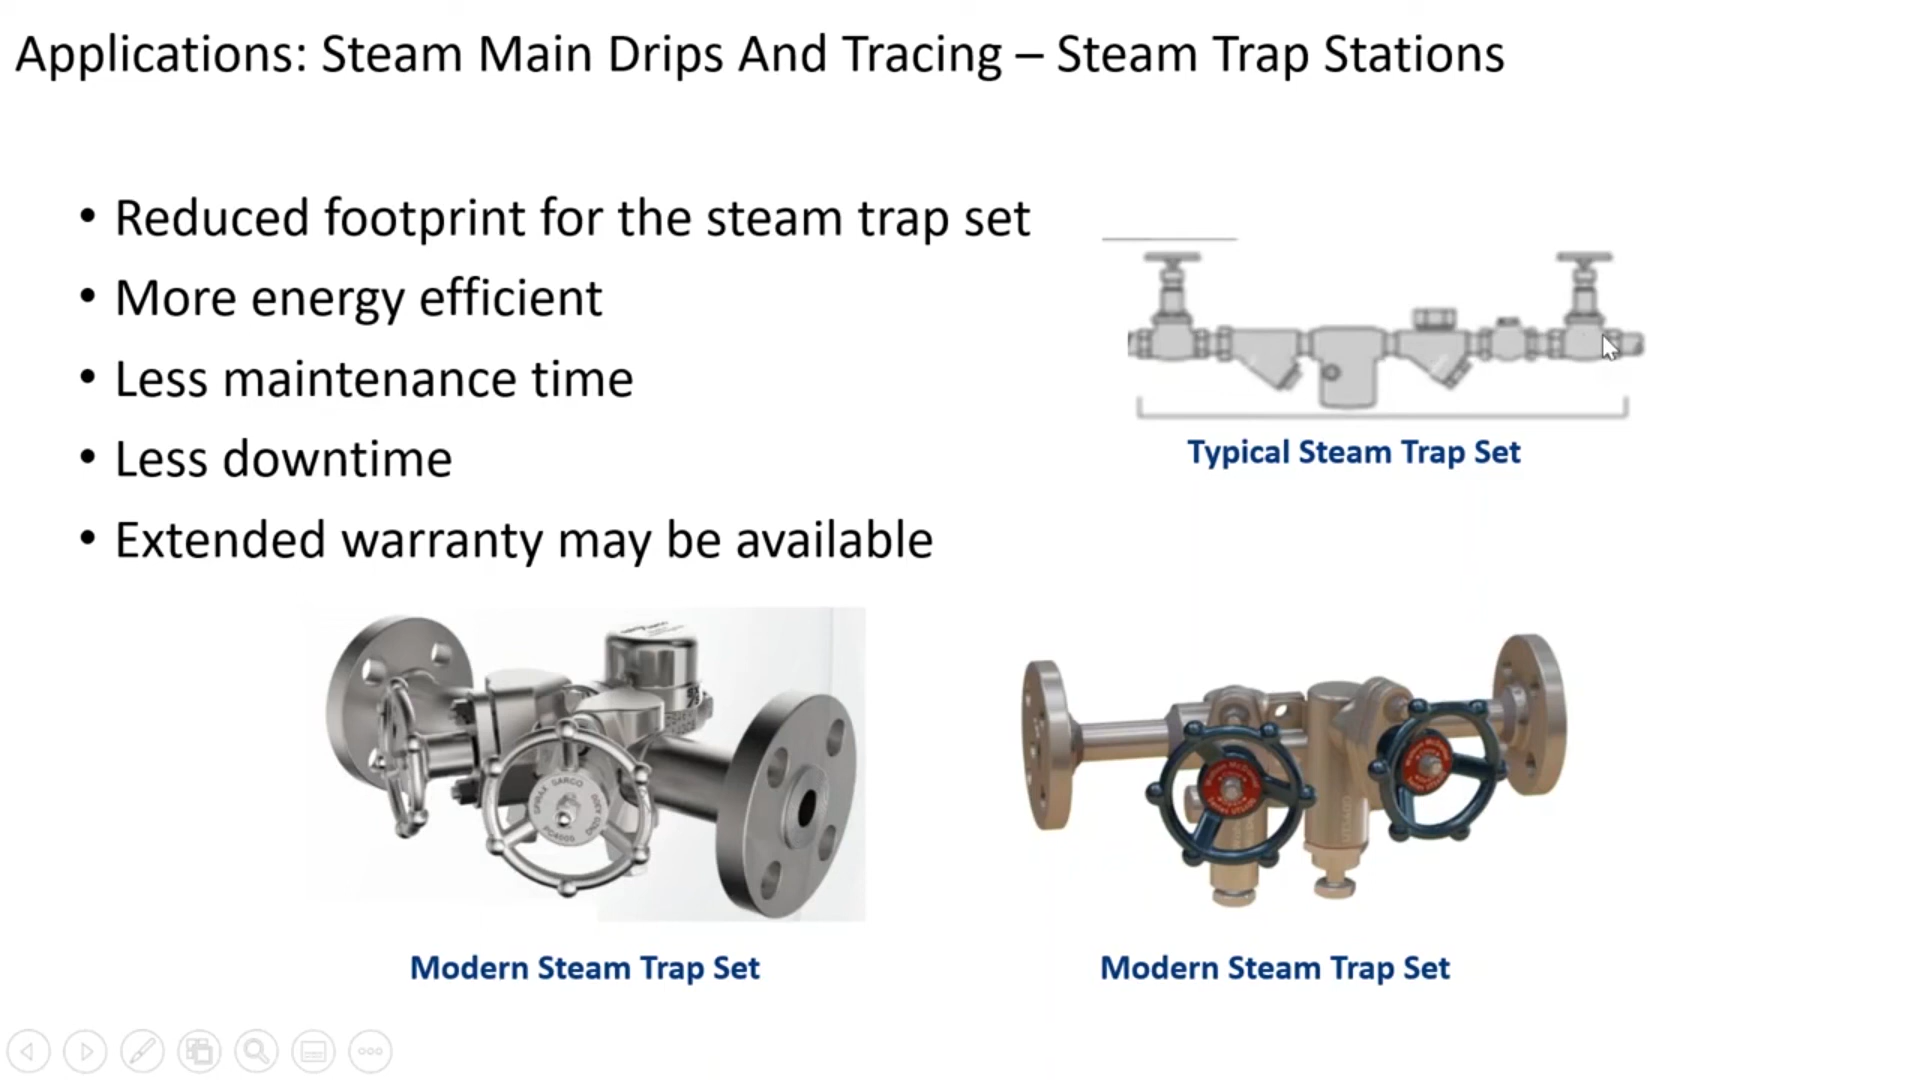 Applications: Steam Main Drips And Tracing – Steam Trap Stations
• Reduced footprint for the steam trap set
• More energy efficient
• Less maintenance time
• Less downtime
• Extended warranty may be available
Typical Steam Trap Set
SPIRAX SARCO
Modern Steam Trap Set
Modern Steam Trap Set